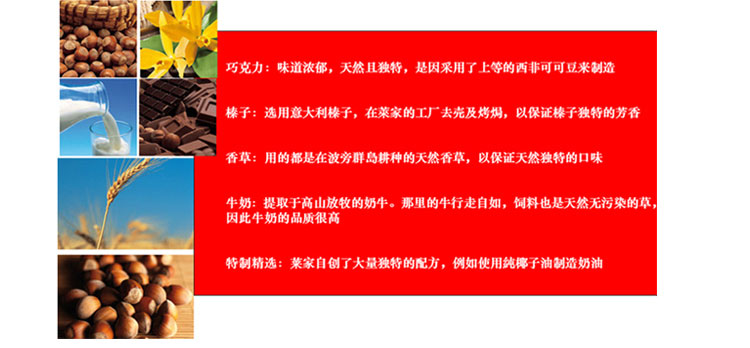 巧克力：味道浓郁，天然且独特，是因采用了上等的西非可可豆来制造
榛子：选用意大利榛子，在莱家的工厂去壳及烤焗，以保证榛子独特的芳香
香草：用的都是在波旁群岛耕种的天然香草，以保证天然独特的口味
牛奶：提取于高山放牧的奶牛。那里的牛行走自如，饲料也是天然无污染的草，
因此牛奶的品质很高
特制精选：莱家自创了大量独特的配方，例如使用純椰子油制造奶油